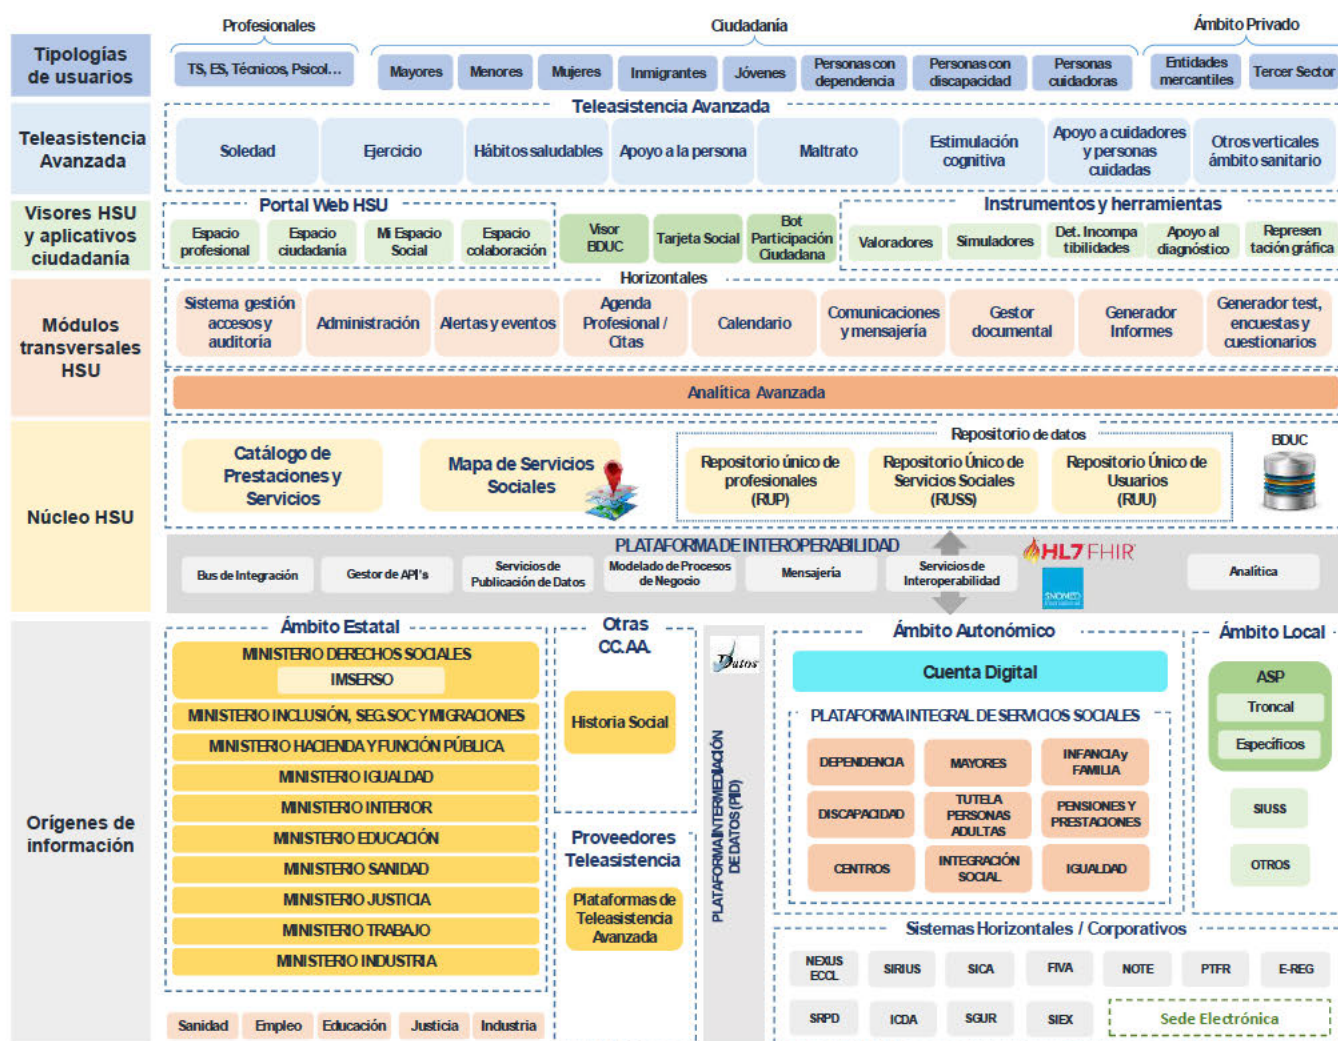 Profesionales
Ciudadanía
Ámbito Privado
Tipologías
de usuarios
TS, ES, Técnicos, Psicol...
Mayores
Menores
Mujeres
Inmigrantes
Jóvenes
Personas con
dependencia
Personas con
discapacidad
Personas
cuidadoras
Entidades
mercantiles
Tercer Sector
Teleasistencia Avanzada
Teleasistencia
Avanzada
Soledad
Ejercicio
Hábitos saludables
Apoyo a la persona
Maltrato
Estimulación
cognitiva
Apoyo a cuidadores
y personas
cuidadas
Otros verticales
ámbito sanitario
Visores HSU
y aplicativos
ciudadanía
Portal Web HSU
Espacio
profesional
Espacio
ciudadanía
Mi Espacio
Social
Espacio
colaboración
Visor
BDUC
Tarjeta Social
Bot
Participación
Ciudadana
Instrumentos y herramientas
Valoradores
Simuladores
Det. Incompa
tibilidades
Apoyo al
diagnóstico
Represen
tación gráfica
Módulos
transversales
HSU
Horizontales
Sistema gestión
accesos y
auditoría
Administración
Alertas y eventos
Agenda
Profesional /
Citas
Calendario
Comunicaciones
y mensajería
Gestor
documental
Generador
Informes
Generador test,
encuestas y
cuestionarios
Analítica Avanzada
Núcleo HSU
Catálogo de
Prestaciones y
Servicios
Mapa de Servicios
Sociales
Repositorio de datos
Repositorio único de
profesionales
(RUP)
Repositorio Único de
Servicios Sociales
(RUSS)
Repositorio Único de
Usuarios
(RUU)
BDUC
PLATAFORMA DE INTEROPERABILIDAD
Bus de Integración
Gestor de API's
Servicios de
Publicación de Datos
Modelado de Procesos
de Negocio
Mensajería
Servicios de
Interoperabilidad
HL7 FHIR
SNOMED
International
Analítica
Orígenes de
información
Ámbito Estatal
MINISTERIO DERECHOS SOCIALES
IMSERSO
MINISTERIO INCLUSIÓN, SEG.SOC Y MIGRACIONES
MINISTERIO HACIENDA Y FUNCIÓN PÚBLICA
MINISTERIO IGUALDAD
MINISTERIO INTERIOR
MINISTERIO EDUCACIÓN
MINISTERIO SANIDAD
MINISTERIO JUSTICIA
MINISTERIO TRABAJO
MINISTERIO INDUSTRIA
Sanidad
Empleo
Educación
Justicia
Industria
Otras
CC.AA.
Historia Social
Proveedores
Teleasistencia
Plataformas de
Teleasistencia
Avanzada
Datos
PLATAFORMA INTERMEDIACIÓN
DE DATOS (PID)
Ámbito Autonómico
Cuenta Digital
PLATAFORMA INTEGRAL DE SERVICIOS SOCIALES
DEPENDENCIA
MAYORES
INFANCIA y
FAMILIA
DISCAPACIDAD
TUTELA
PERSONAS
ADULTAS
PENSIONES Y
PRESTACIONES
CENTROS
INTEGRACIÓN
SOCIAL
IGUALDAD
Ámbito Local
ASP
Troncal
Específicos
SIUSS
OTROS
Sistemas Horizontales / Corporativos
NEXUS
ECCL
SIRIUS
SICA
FIVA
NOTE
PTFR
E-REG
SRPD
ICDA
SGUR
SIEX
Sede Electrónica